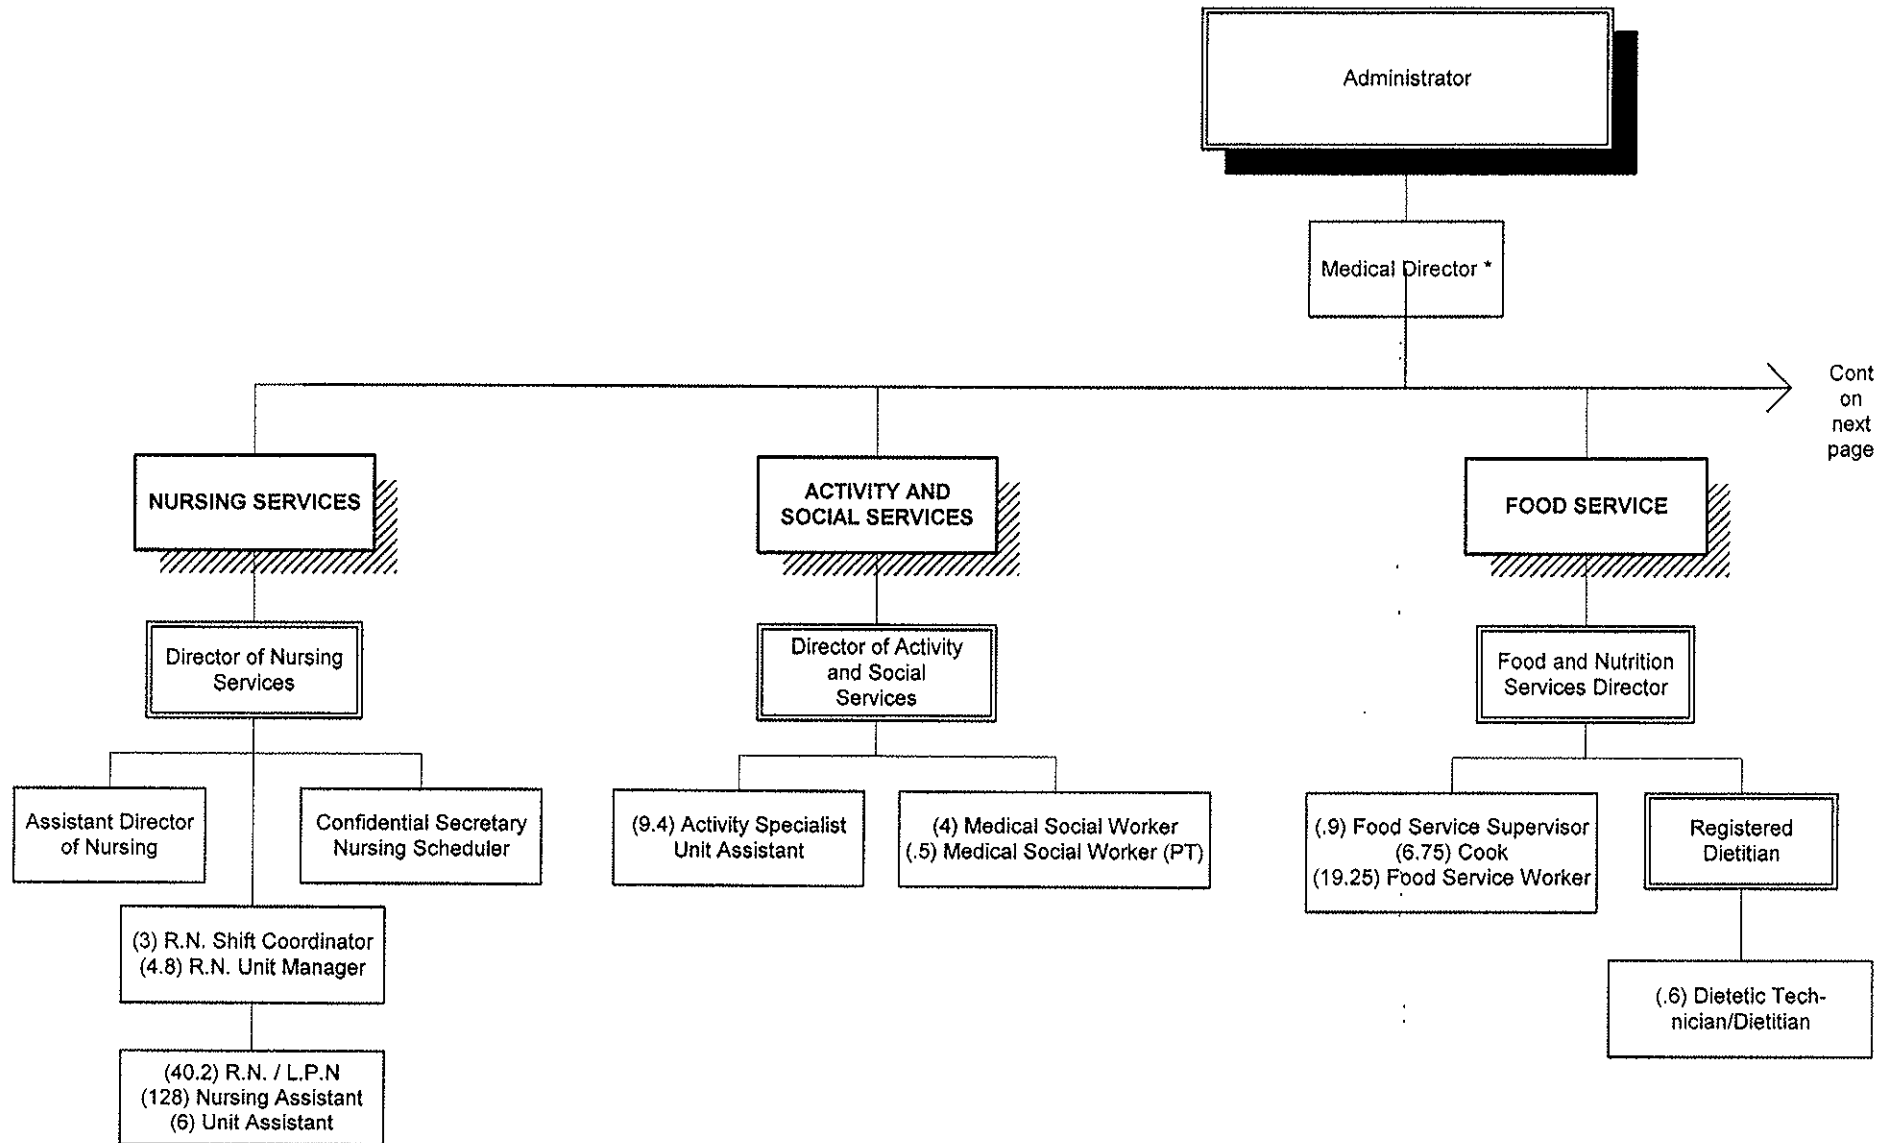 Administrator
Medical Director *
Cont
on
next
page
NURSING SERVICES
ACTIVITY AND
SOCIAL SERVICES
FOOD SERVICE
Director of Nursing
Services
Director of Activity
and Social
Services
Food and Nutrition
Services Director
Assistant Director
of Nursing
Confidential Secretary
Nursing Scheduler
(9.4) Activity Specialist
Unit Assistant
(4) Medical Social Worker
(.5) Medical Social Worker (PT)
(.9) Food Service Supervisor
(6.75) Cook
(19.25) Food Service Worker
Registered
Dietitian
(3) R.N. Shift Coordinator
(4.8) R.N. Unit Manager
(.6) Dietetic Tech-
nician/Dietitian
(40.2) R.N. / L.P.N
(128) Nursing Assistant
(6) Unit Assistant